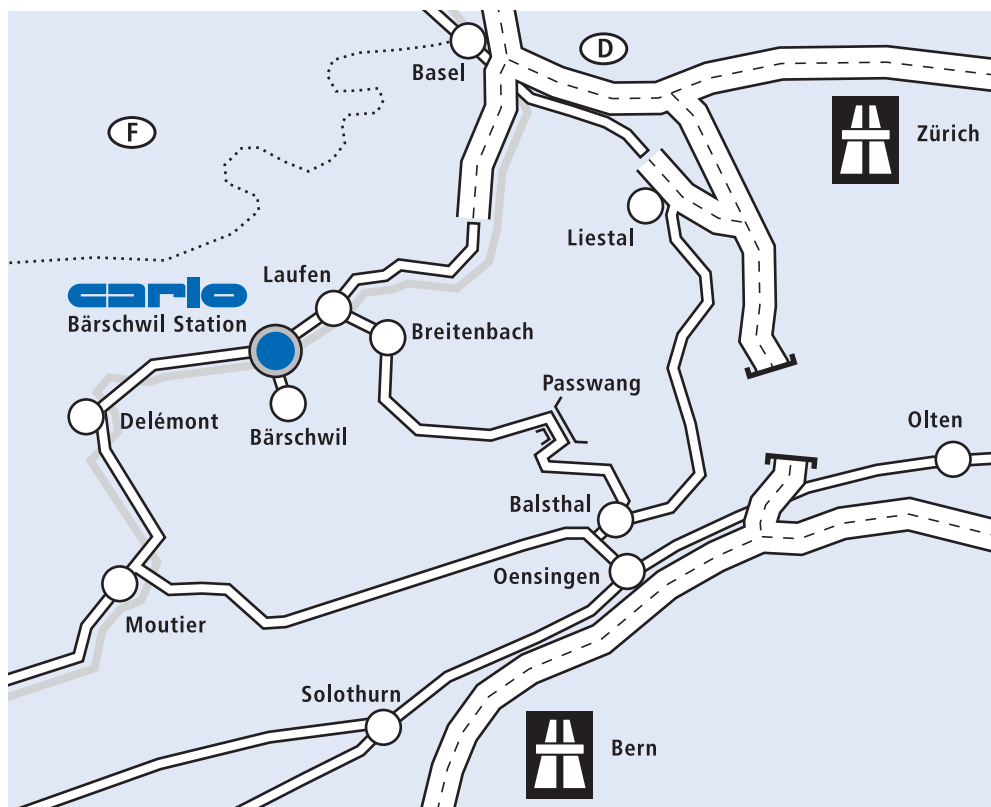 D
Basel
F
Zürich
Liestal
Laufen
carlo
Bärschwil Station
Breitenbach
Passwang
Delémont
Bärschwil
Olten
Balsthal
Oensingen
Moutier
Solothurn
Bern